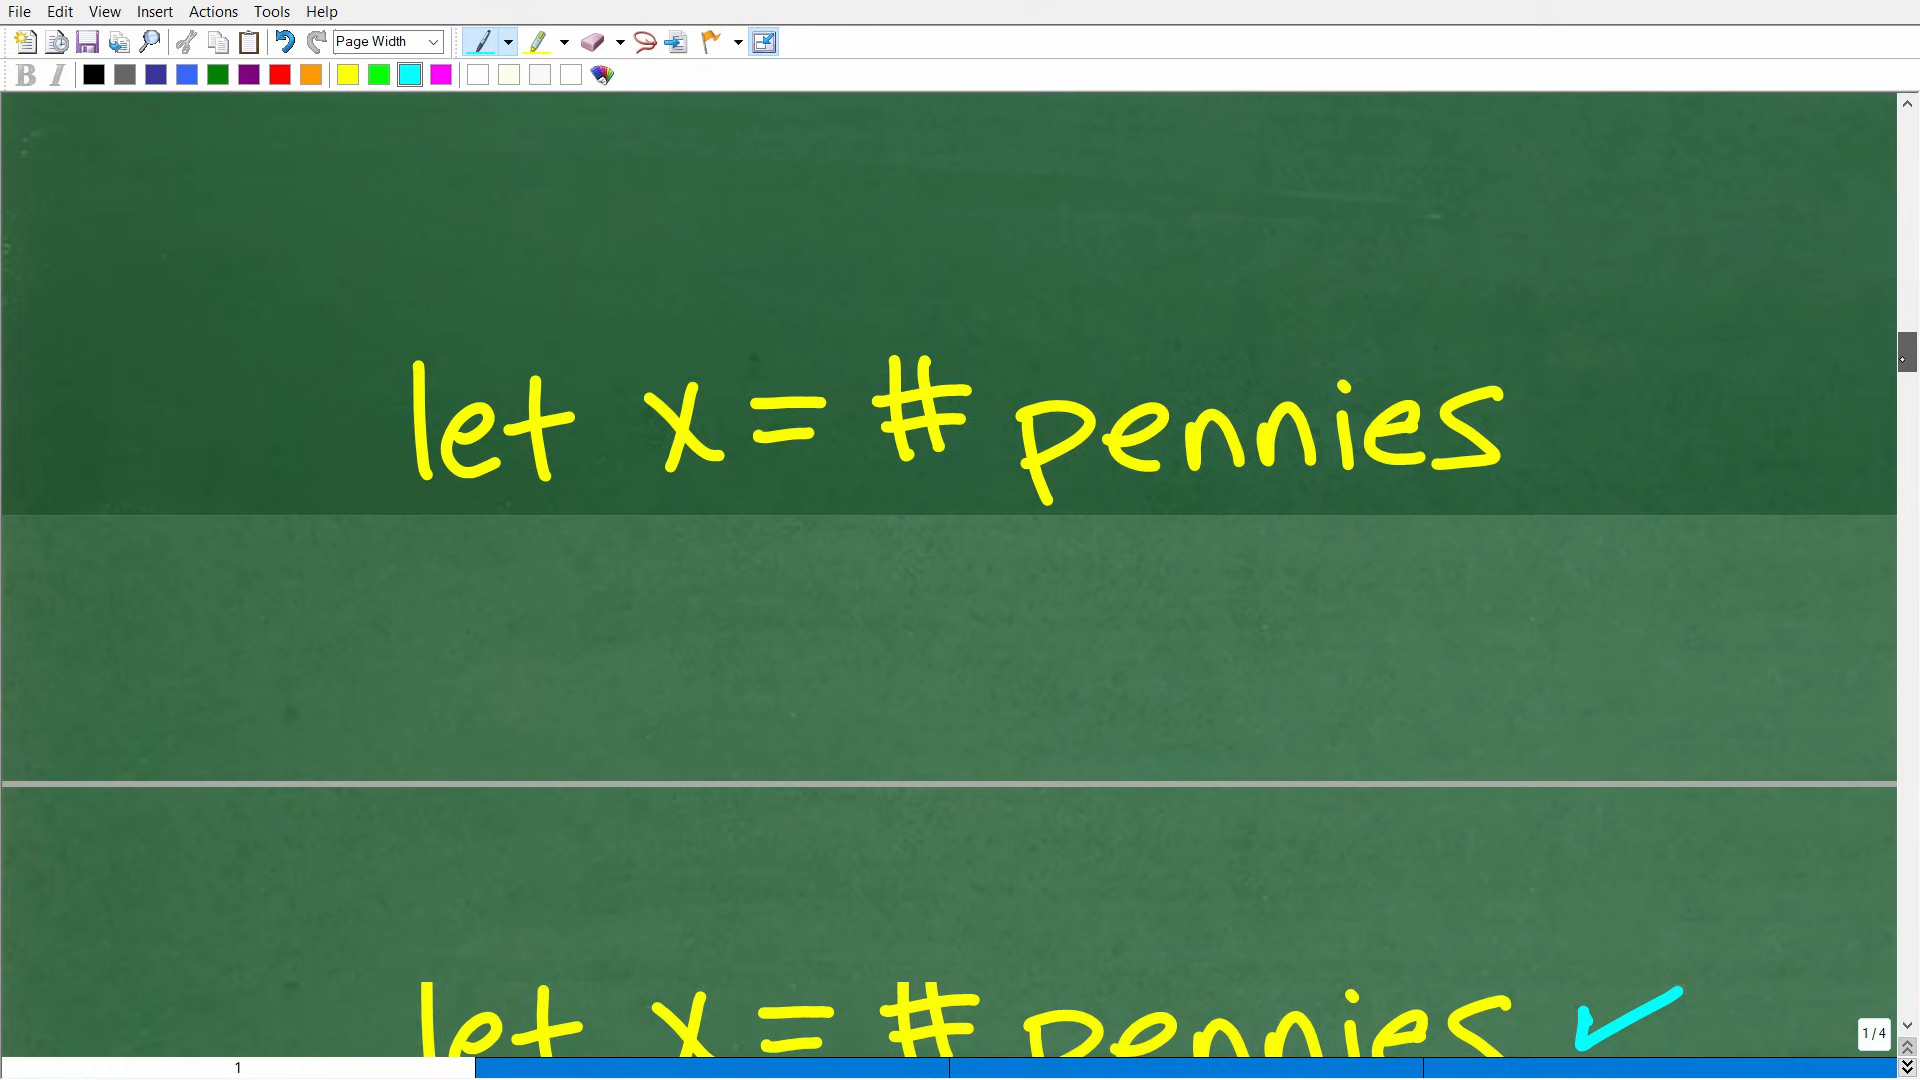 File Edit View Insert Actions Tools Help
Page Width
B I
let x = # pennies
let x = # pennies
1 / 4
1